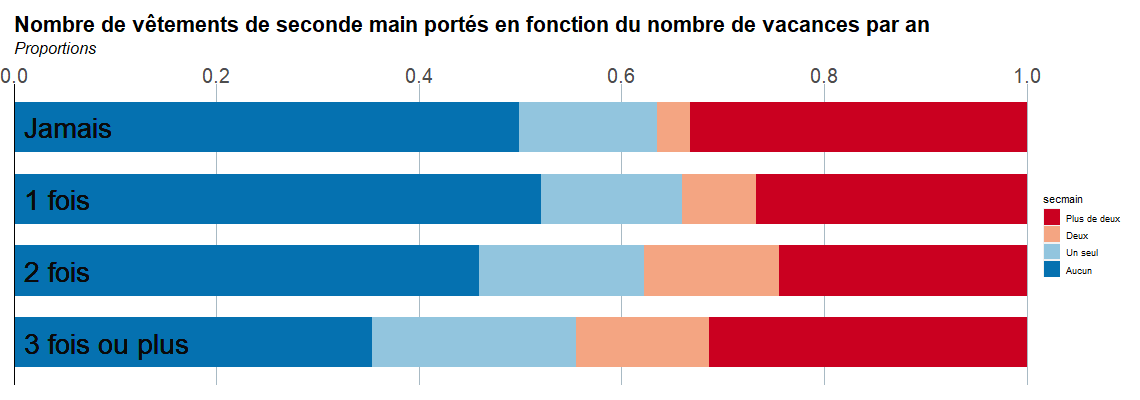 Nombre de vêtements de seconde main portés en fonction du nombre de vacances par an
Proportions
0.0 0.2 0.4 0.6 0.8 1.0
Jamais
1 fois
2 fois
3 fois ou plus
secmain
Plus de deux
Deux
Un seul
Aucun